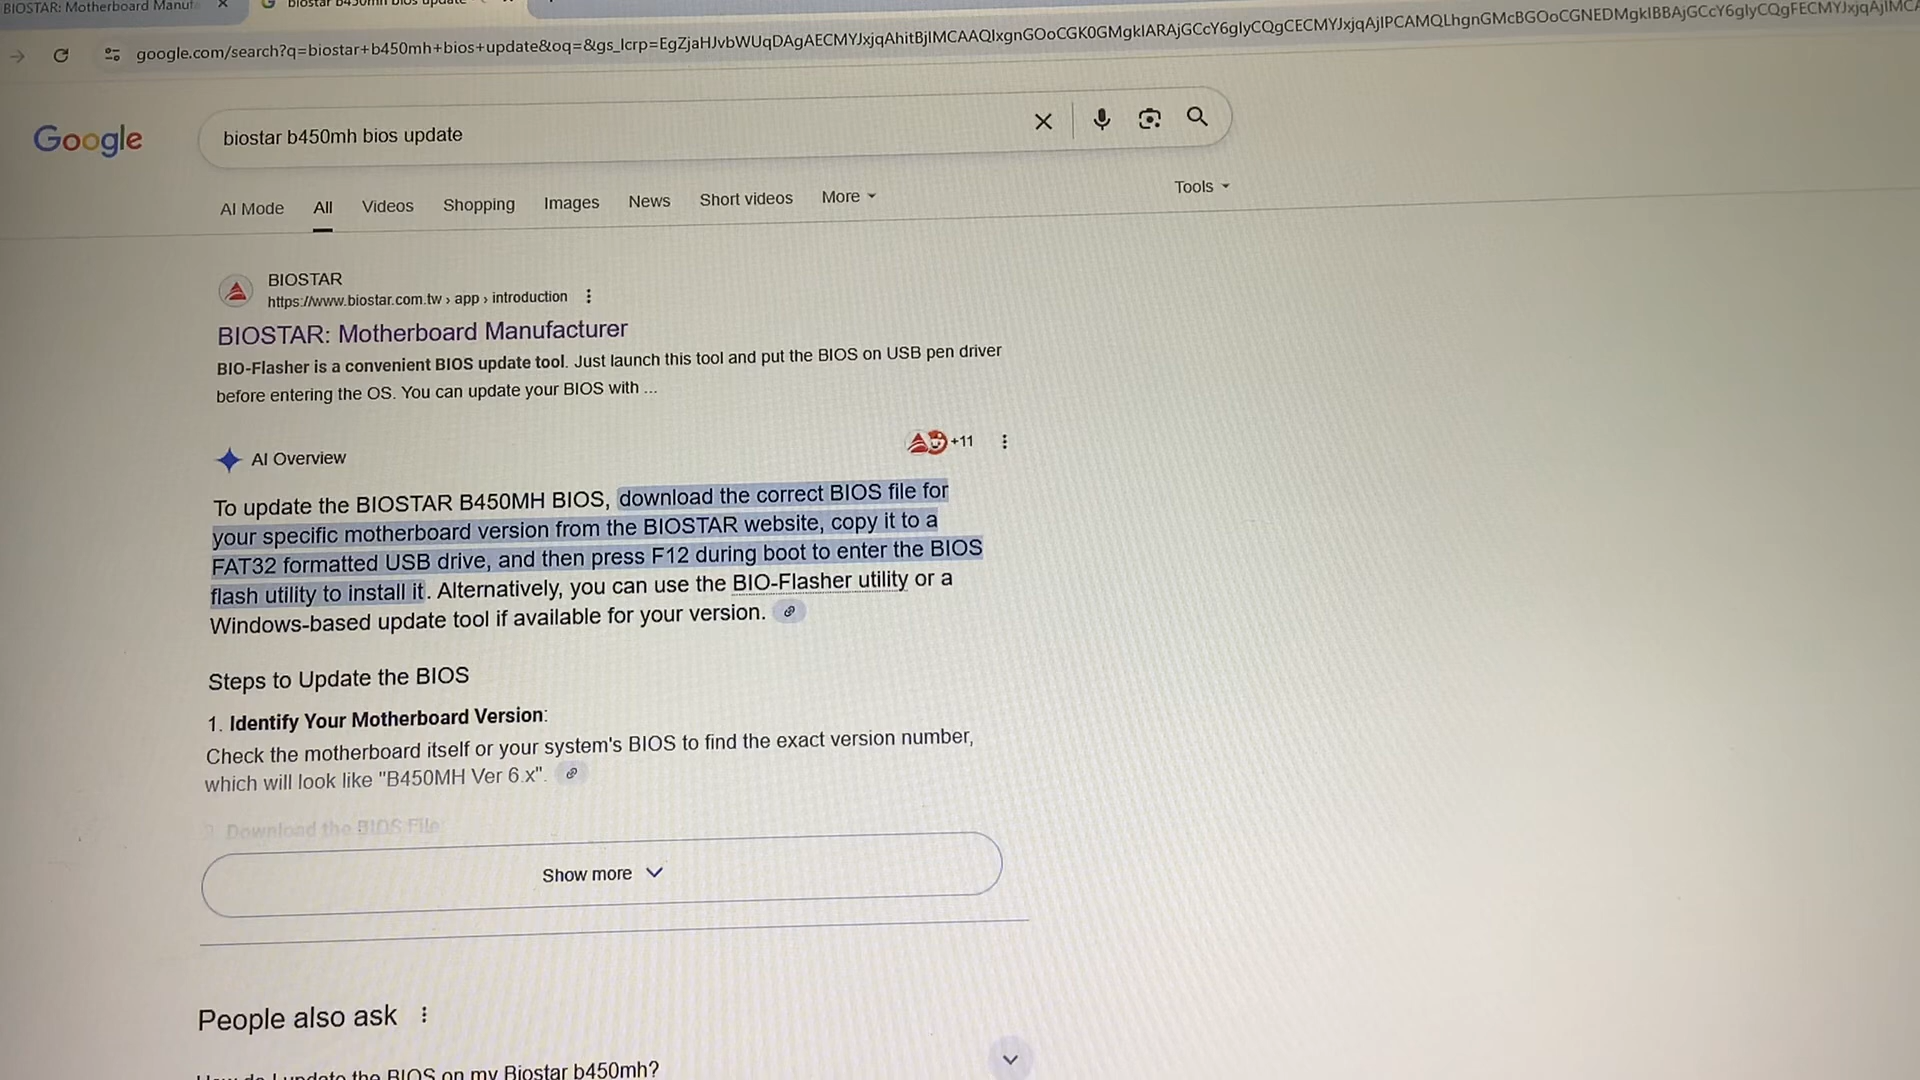 BIOSTAR: Motherboard Manuf
biostar b450mh bios update
google.com/search?q=biostar+b450mh+bios+update&oq=&gs_lcrp=
Google
biostar b450mh bios update
AI Mode All Videos Shopping Images News Short videos More Tools
BIOSTAR
https://www.biostar.com.tw › app › introduction
BIOSTAR: Motherboard Manufacturer
BIO-Flasher is a convenient BIOS update tool. Just launch this tool and put the BIOS on USB pen driver
before entering the OS. You can update your BIOS with ...
AI Overview
+11
To update the BIOSTAR B450MH BIOS, download the correct BIOS file for
your specific motherboard version from the BIOSTAR website, copy it to a
FAT32 formatted USB drive, and then press F12 during boot to enter the BIOS
flash utility to install it. Alternatively, you can use the BIO-Flasher utility or a
Windows-based update tool if available for your version.
Steps to Update the BIOS
1. Identify Your Motherboard Version:
Check the motherboard itself or your system's BIOS to find the exact version number,
which will look like "B450MH Ver 6.x".
Download the BIOS File
Show more
People also ask
How do I update the BIOS on my Biostar b450mh?